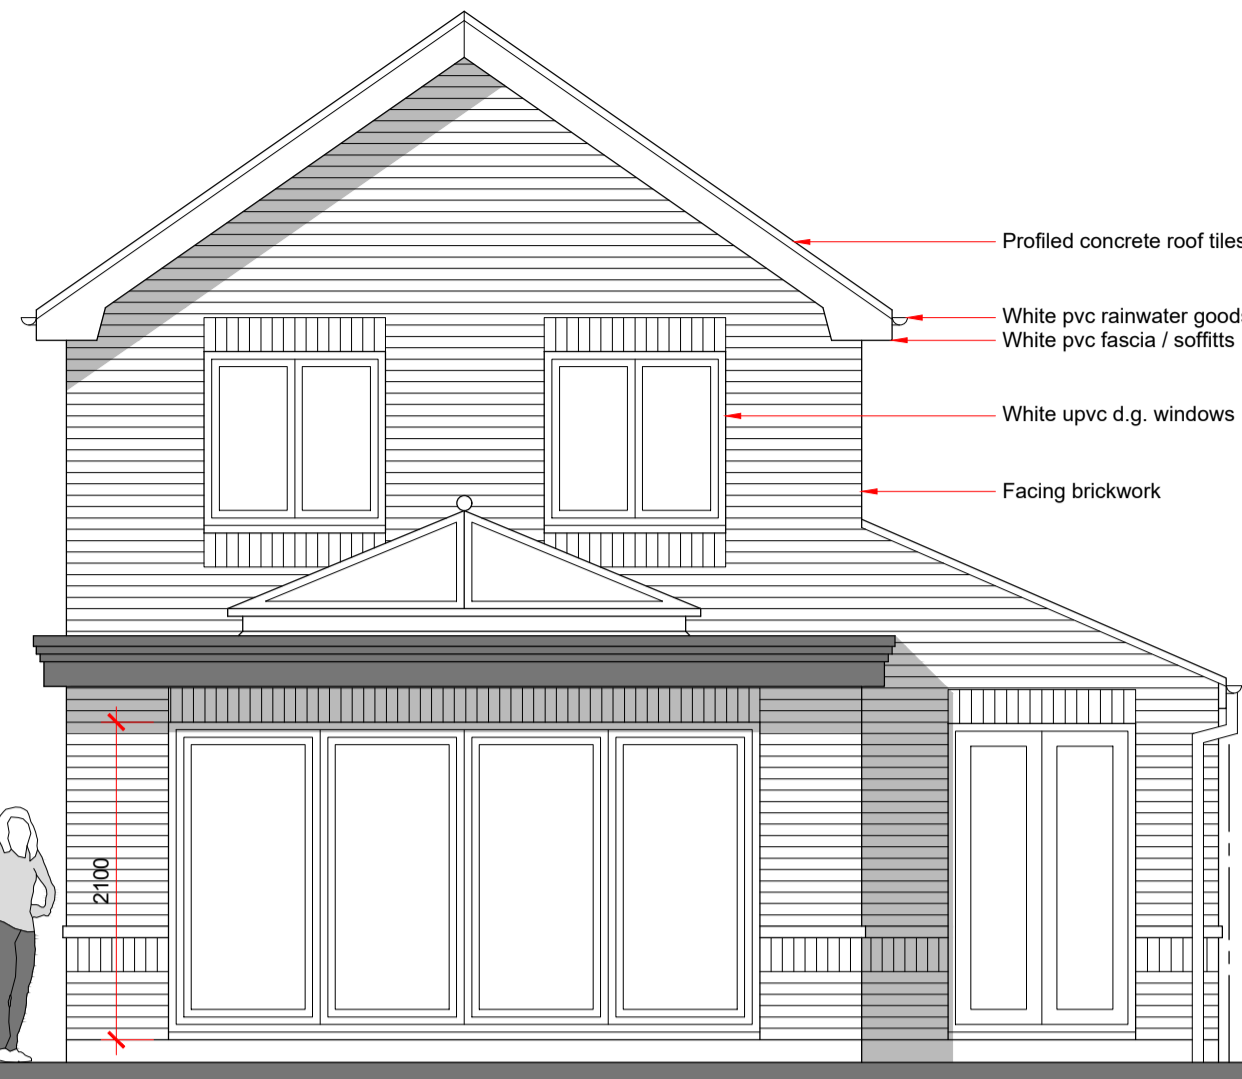 Profiled concrete roof tiles
White pvc rainwater goods
White pvc fascia / soffitts
White upvc d.g. windows
Facing brickwork
2100